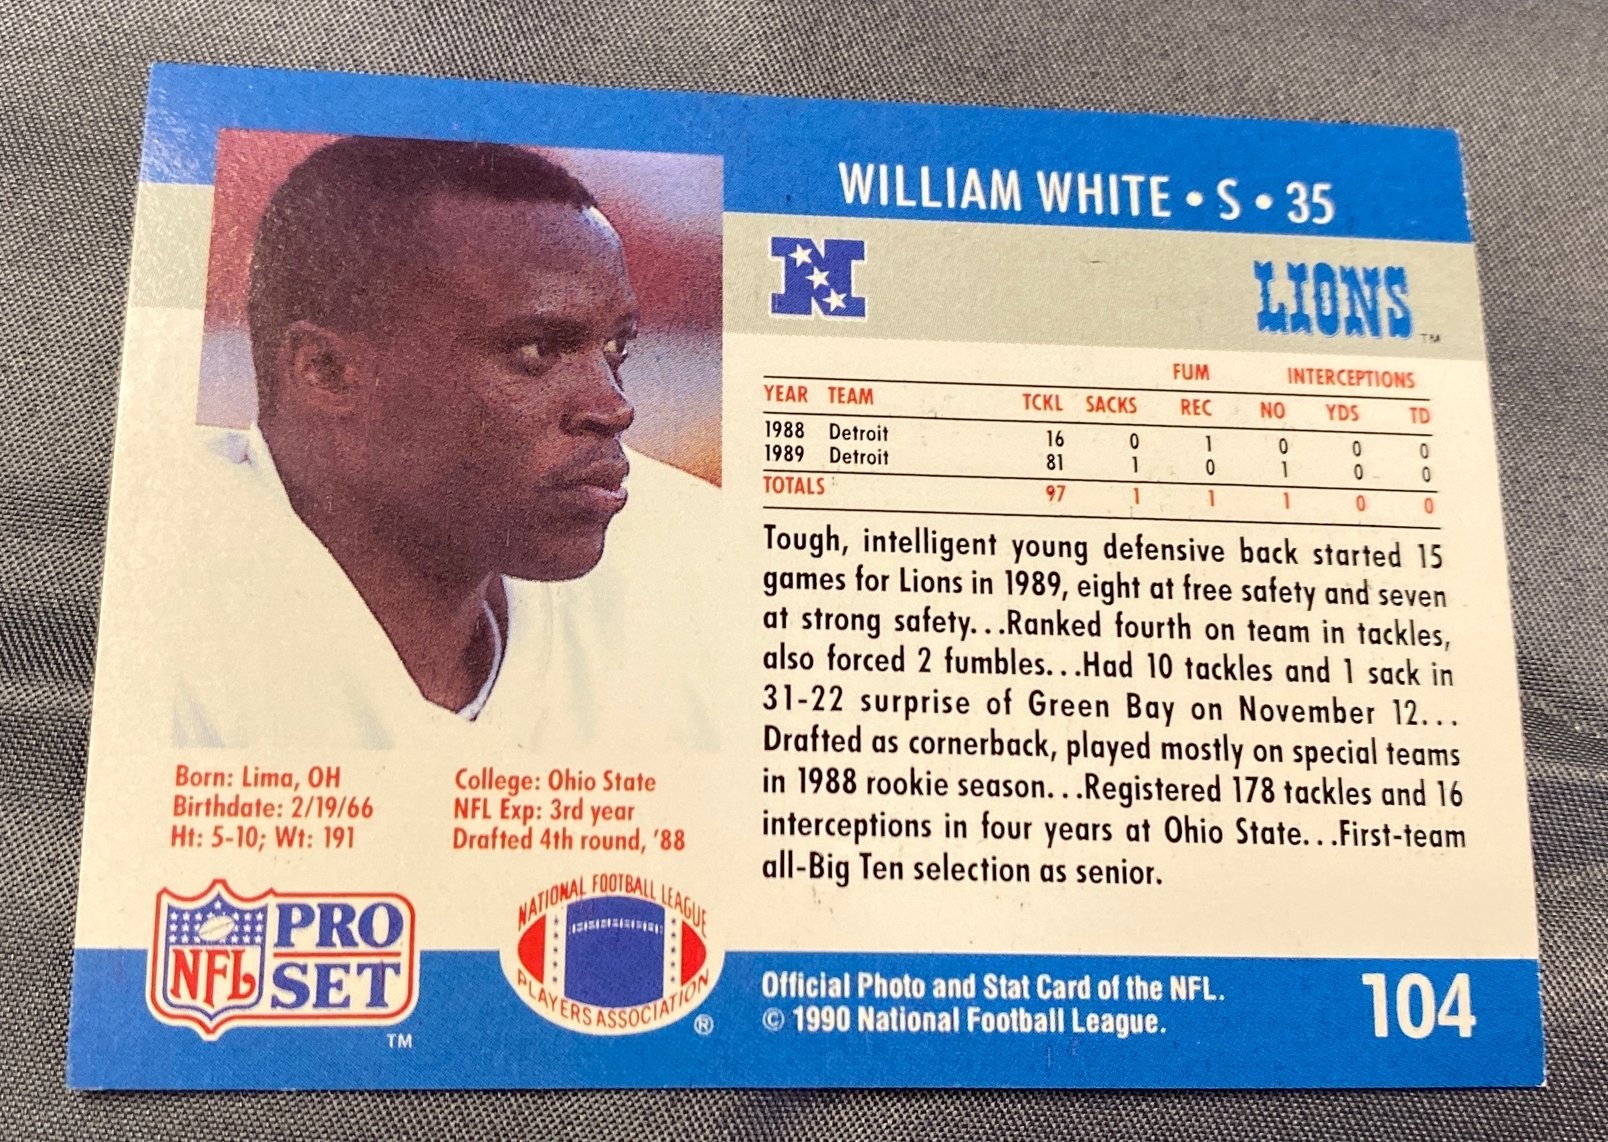 WILLIAM WHITE • S • 35
N
LIONS TM
FUM INTERCEPTIONS
YEAR TEAM TCKL SACKS REC NO YDS TD
1988 Detroit 16 0 1 0 0 0
1989 Detroit 81 1 0 1 0 0
TOTALS 97 1 1 1 0 0
Tough, intelligent young defensive back started 15
games for Lions in 1989, eight at free safety and seven
at strong safety...Ranked fourth on team in tackles,
also forced 2 fumbles...Had 10 tackles and 1 sack in
31-22 surprise of Green Bay on November 12...
Drafted as cornerback, played mostly on special teams
in 1988 rookie season...Registered 178 tackles and 16
interceptions in four years at Ohio State...First-team
all-Big Ten selection as senior.
Born: Lima, OH
Birthdate: 2/19/66
Ht: 5-10; Wt: 191
College: Ohio State
NFL Exp: 3rd year
Drafted 4th round, '88
NFL PRO
SET
TM
NATIONAL FOOTBALL LEAGUE
PLAYERS ASSOCIATION
®
Official Photo and Stat Card of the NFL.
© 1990 National Football League.
104